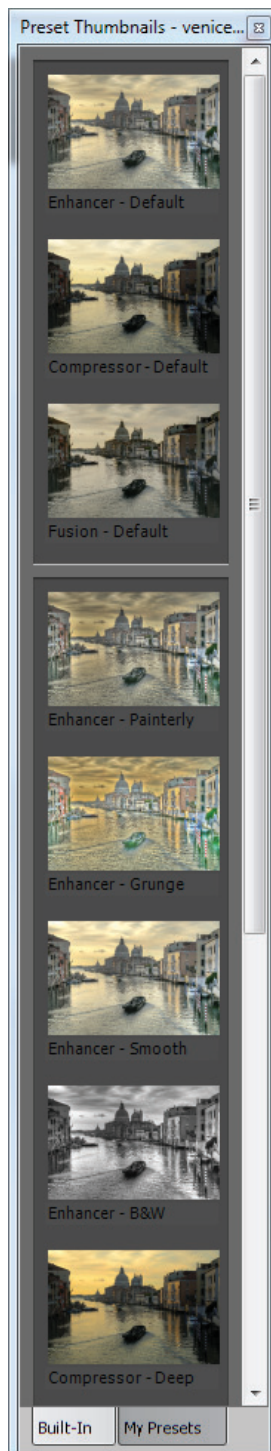 Preset Thumbnails - venice...
Enhancer - Default
Compressor - Default
Fusion - Default
Enhancer - Painterly
Enhancer - Grunge
Enhancer - Smooth
Enhancer - B&W
Compressor - Deep
Built-In
My Presets